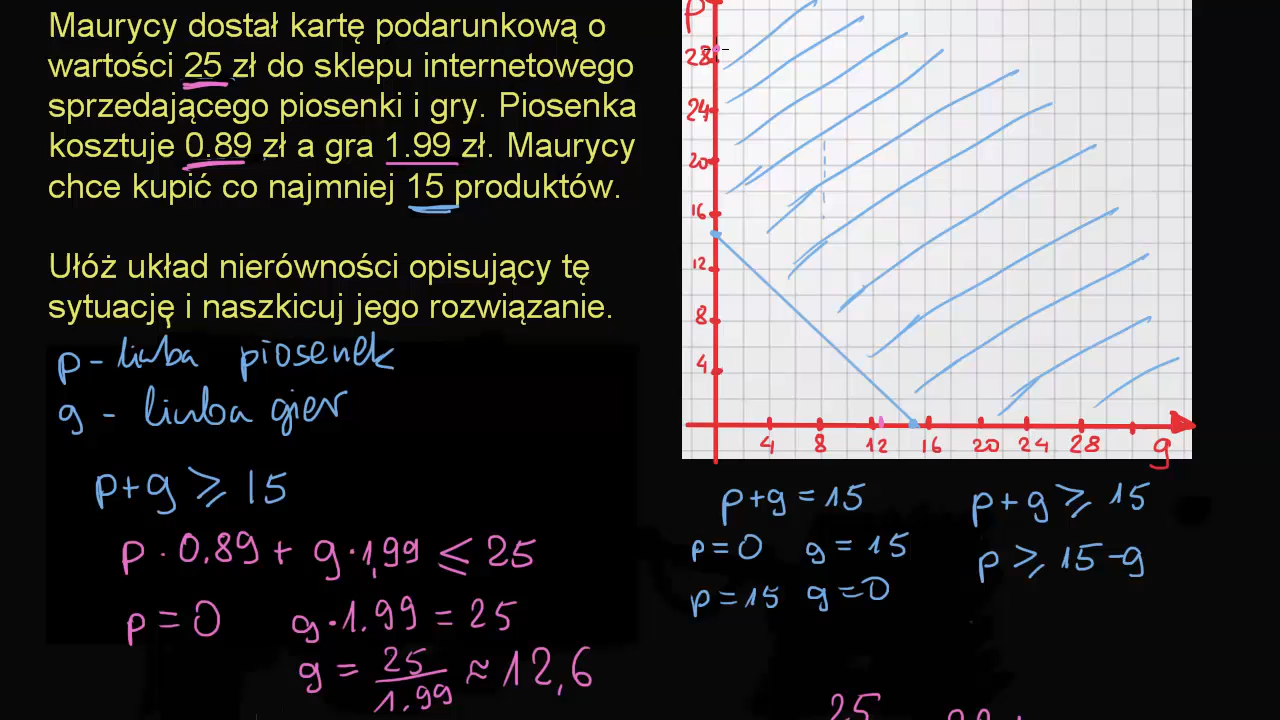 Maurycy dostał kartę podarunkową o
wartości 25 zł do sklepu internetowego
sprzedającego piosenki i gry. Piosenka
kosztuje 0.89 zł a gra 1.99 zł. Maurycy
chce kupić co najmniej 15 produktów.
Ułóż układ nierówności opisujący tę
sytuację i naszkicuj jego rozwiązanie.
p - liczba piosenek
g - liczba gier
p+g ⩾ 15
p · 0.89 + g · 1,99 ⩽ 25
p = 0 g · 1.99 = 25
g = 25/1.99 ≈ 12,6
p
28
24
20
16
12
8
4
4 8 12 16 20 24 28 g
p+g = 15
p = 0 g = 15
p = 15 g = 0
p + g ⩾ 15
p ⩾ 15 - g
25